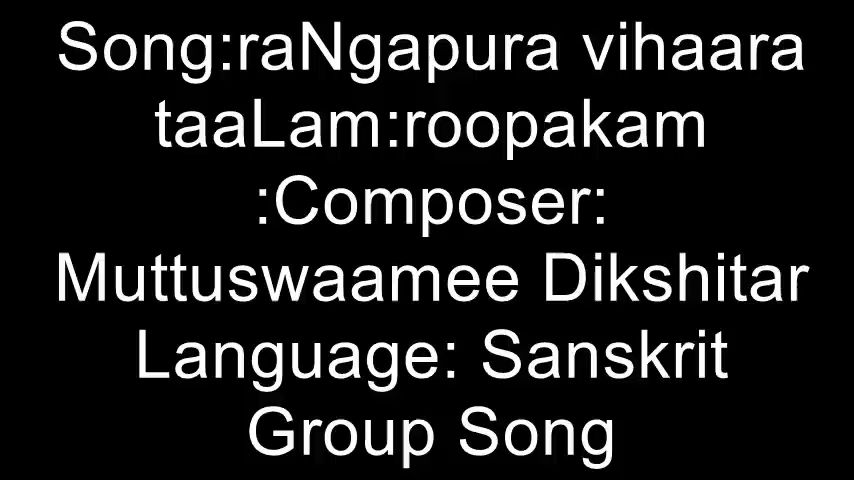 Song:raNgapura vihaara
taaLam:roopakam
:Composer:
Muttuswaamee Dikshitar
Language: Sanskrit
Group Song